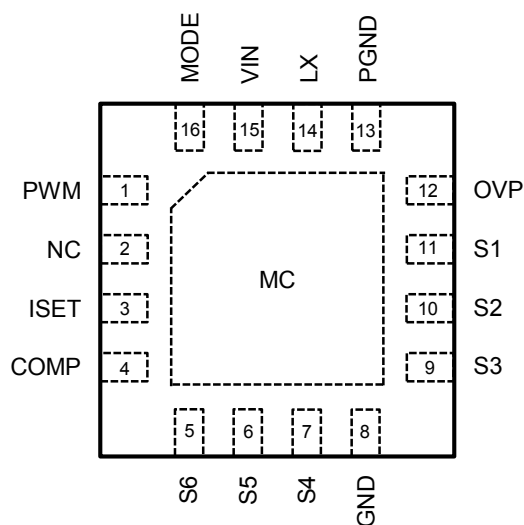 MODE VIN LX PGND
16 15 14 13
PWM 1 12 OVP
NC 2 11 S1
MC
ISET 3 10 S2
COMP 4 9 S3
5 6 7 8
S6 S5 S4 GND